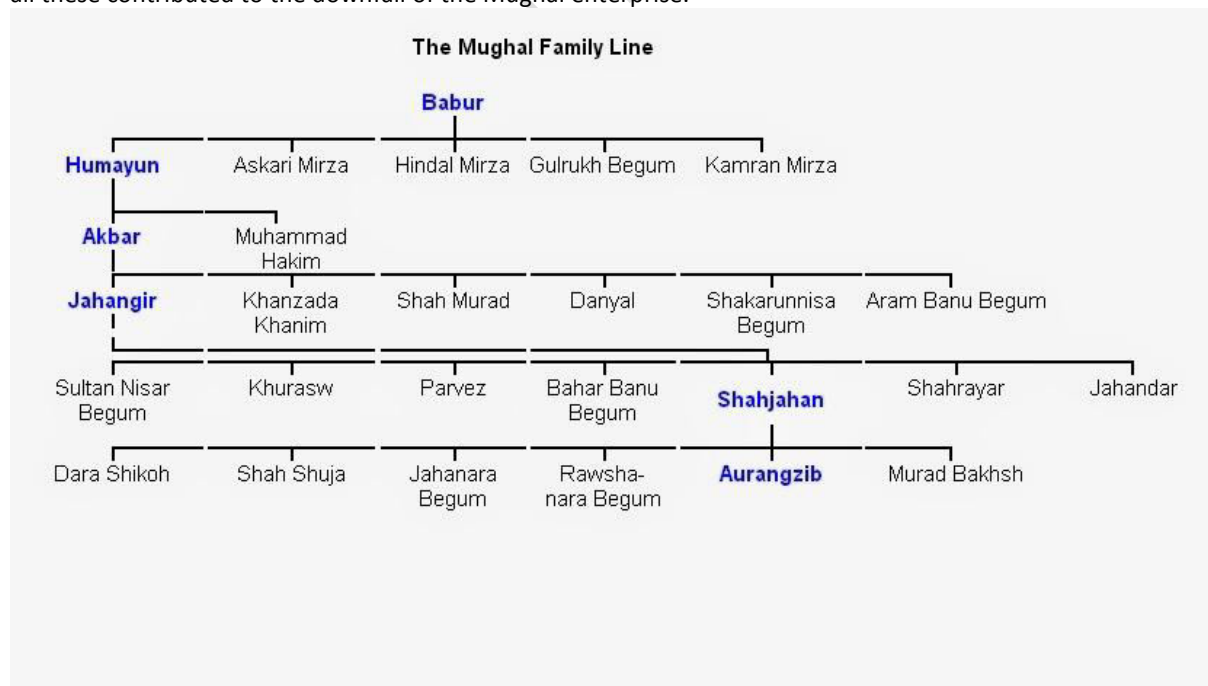 all these contributed to the downfall of the Mughal enterprise.
The Mughal Family Line
Babur
Humayun Askari Mirza Hindal Mirza Gulrukh Begum Kamran Mirza
Akbar Muhammad
Hakim
Jahangir Khanzada Shah Murad Danyal Shakarunnisa Aram Banu Begum
Khanim Begum
Sultan Nisar Khurasw Parvez Bahar Banu Shahjahan Shahrayar Jahandar
Begum Begum
Dara Shikoh Shah Shuja Jahanara Rawsha- Aurangzib Murad Bakhsh
Begum nara Begum